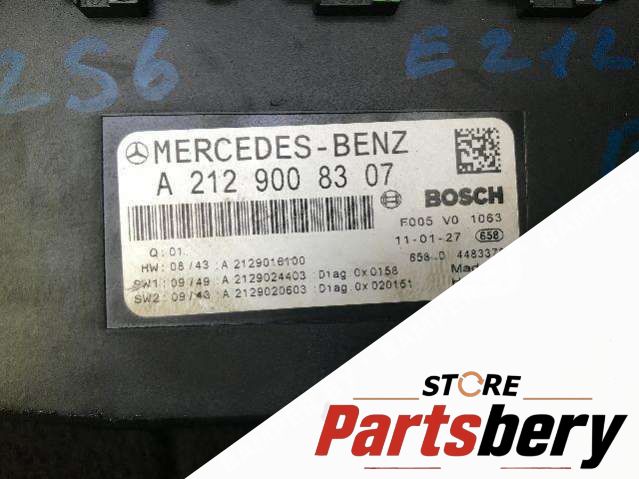 2S6
E212
MERCEDES-BENZ
A 212 900 83 07
BOSCH
F005 V0 1063
11-01-27 658
Q: 01
HW: 08/43 : A 2129016100
SW1: 09/49 : A 2129024403 : Diag 0x0158
SW2: 09/43 : A 2129020603 : Diag 0x020151
STORE
Partsbery